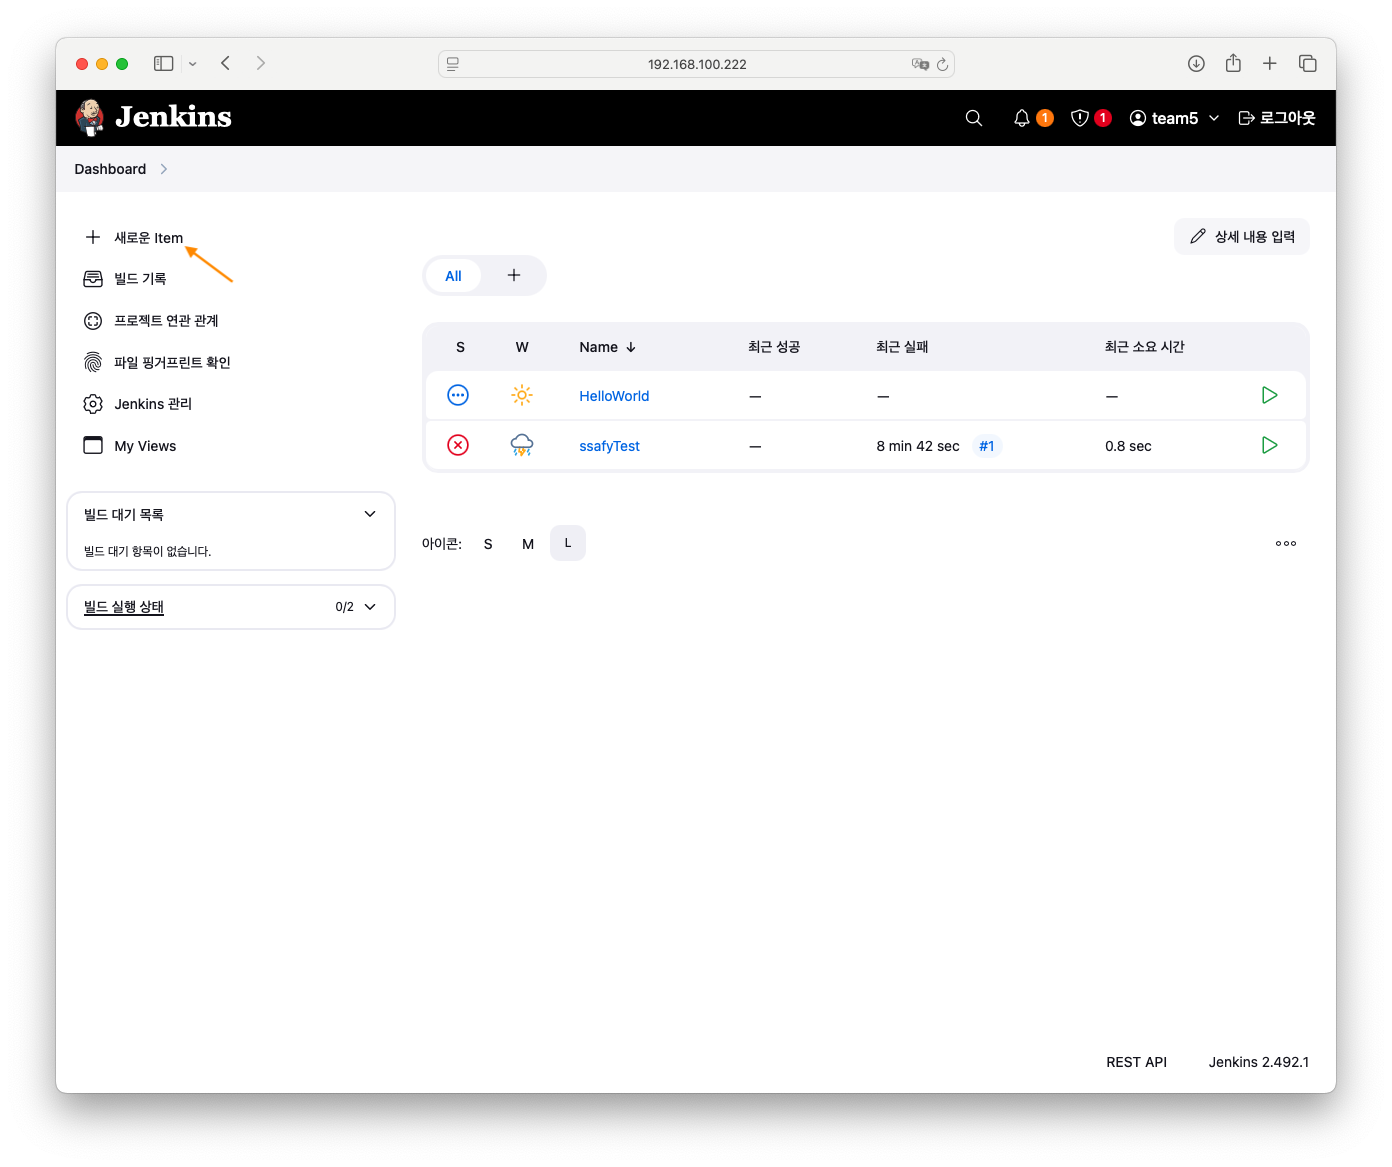 192.168.100.222
Jenkins
1
1
team5
로그아웃
Dashboard
새로운 Item
상세 내용 입력
빌드 기록
프로젝트 연관 관계
파일 핑거프린트 확인
Jenkins 관리
My Views
All
S W Name ↓ 최근 성공 최근 실패 최근 소요 시간
HelloWorld — — —
ssafyTest — 8 min 42 sec #1 0.8 sec
빌드 대기 목록
빌드 대기 항목이 없습니다.
빌드 실행 상태 0/2
아이콘: S M L
REST API Jenkins 2.492.1